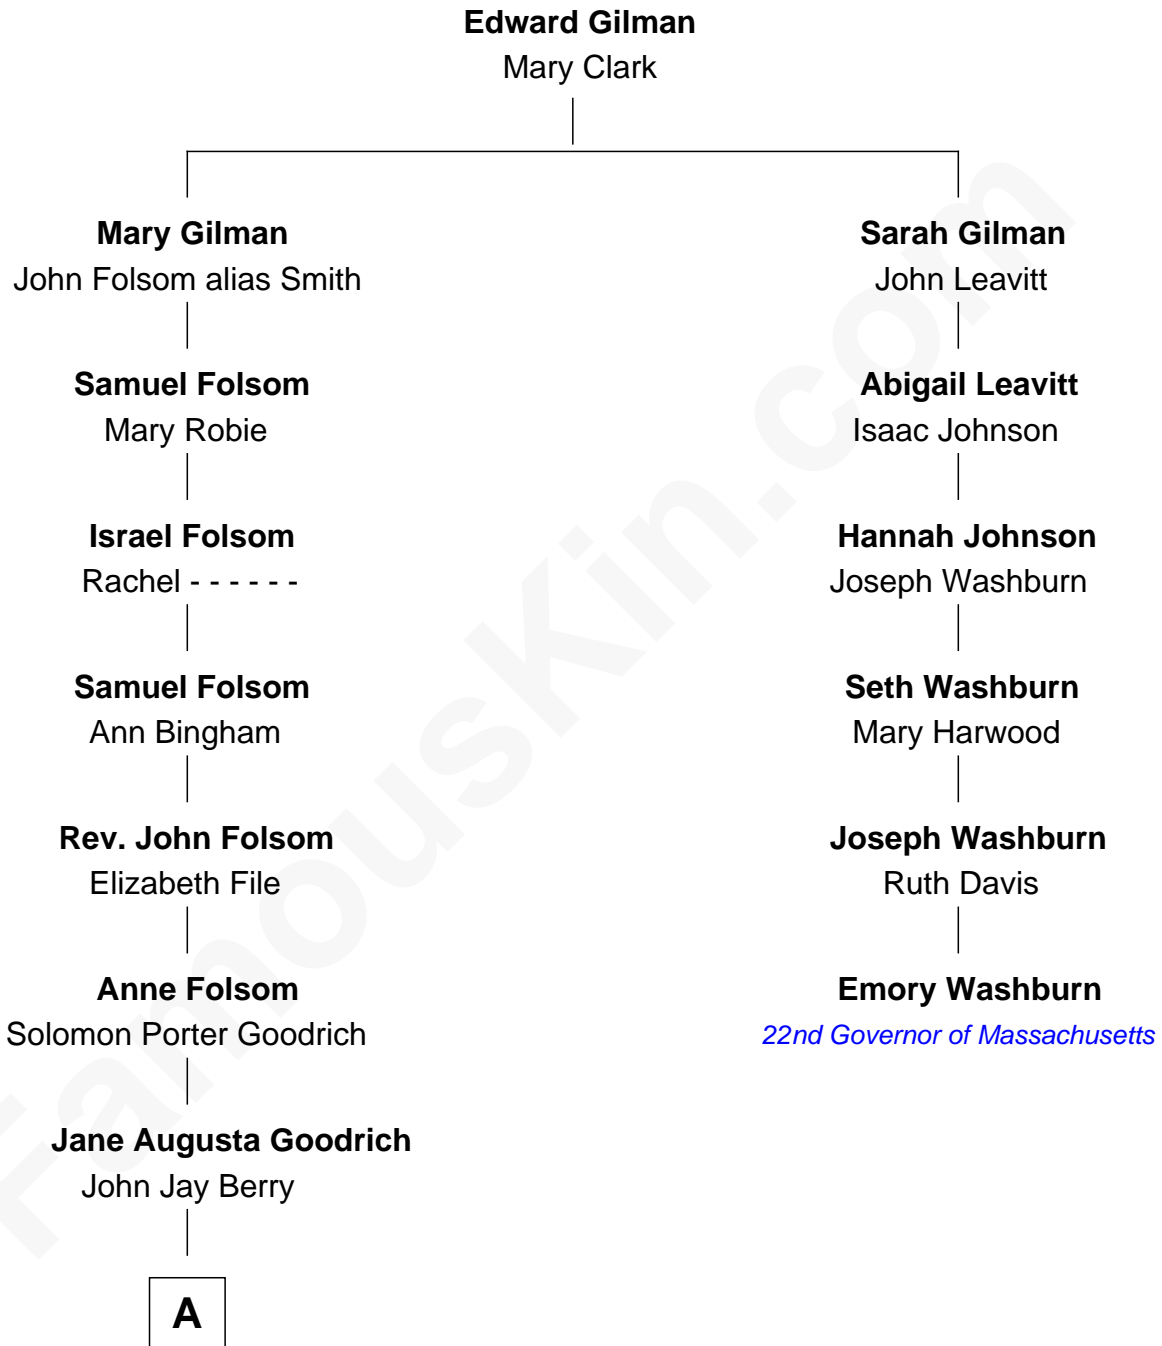 Edward Gilman
Mary Clark
Mary Gilman
John Folsom alias Smith
Sarah Gilman
John Leavitt
Samuel Folsom
Mary Robie
Abigail Leavitt
Isaac Johnson
Israel Folsom
Rachel - - - - - -
Hannah Johnson
Joseph Washburn
Samuel Folsom
Ann Bingham
Seth Washburn
Mary Harwood
Rev. John Folsom
Elizabeth File
Joseph Washburn
Ruth Davis
Anne Folsom
Solomon Porter Goodrich
Emory Washburn
22nd Governor of Massachusetts
Jane Augusta Goodrich
John Jay Berry
A
FamousKin.com